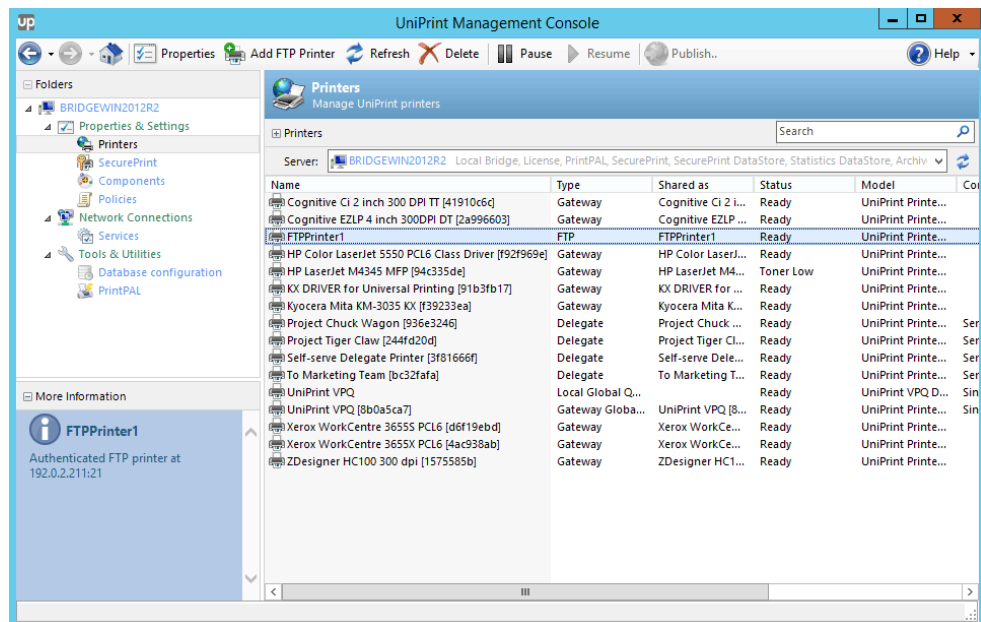 up UniPrint Management Console
Properties Add FTP Printer Refresh Delete Pause Resume Publish.. Help
Folders
BRIDGEWIN2012R2
Properties & Settings
Printers
SecurePrint
Components
Policies
Network Connections
Services
Tools & Utilities
Database configuration
PrintPAL
More Information
FTPPrinter1
Authenticated FTP printer at
192.0.2.211:21
Printers
Manage UniPrint printers
Printers Search
Server: BRIDGEWIN2012R2 Local Bridge, License, PrintPAL, SecurePrint, SecurePrint DataStore, Statistics DataStore, Archiv
Name Type Shared as Status Model Co
Cognitive Ci 2 inch 300 DPI TT [41910c6c] Gateway Cognitive Ci 2 i... Ready UniPrint Printe...
Cognitive EZLP 4 inch 300DPI DT [2a996603] Gateway Cognitive EZLP ... Ready UniPrint Printe...
FTPPrinter1 FTP FTPPrinter1 Ready UniPrint Printe...
HP Color LaserJet 5550 PCL6 Class Driver [f92f969e] Gateway HP Color LaserJ... Ready UniPrint Printe...
HP LaserJet M4345 MFP [94c335de] Gateway HP LaserJet M4... Toner Low UniPrint Printe...
KX DRIVER for Universal Printing [91b3fb17] Gateway KX DRIVER for ... Ready UniPrint Printe...
Kyocera Mita KM-3035 KX [f39233ea] Gateway Kyocera Mita K... Ready UniPrint Printe...
Project Chuck Wagon [936e3246] Delegate Project Chuck ... Ready UniPrint Printe... Ser
Project Tiger Claw [244fd20d] Delegate Project Tiger Cl... Ready UniPrint Printe... Ser
Self-serve Delegate Printer [3f81666f] Delegate Self-serve Dele... Ready UniPrint Printe... Ser
To Marketing Team [bc32fafa] Delegate To Marketing T... Ready UniPrint Printe... Ser
UniPrint VPQ Local Global Q... Ready UniPrint VPQ D... Sin
UniPrint VPQ [8b0a5ca7] Gateway Globa... UniPrint VPQ [8... Ready UniPrint Printe... Sin
Xerox WorkCentre 3655S PCL6 [d6f19ebd] Gateway Xerox WorkCe... Ready UniPrint Printe...
Xerox WorkCentre 3655X PCL6 [4ac938ab] Gateway Xerox WorkCe... Ready UniPrint Printe...
ZDesigner HC100 300 dpi [1575585b] Gateway ZDesigner HC1... Ready UniPrint Printe...